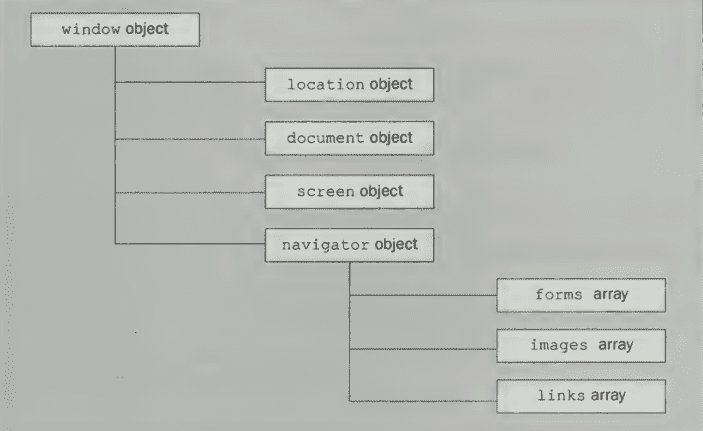 window object
location object
document object
screen object
navigator object
forms array
images array
links array